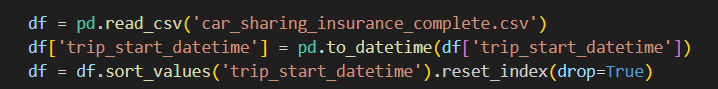 df = pd.read_csv('car_sharing_insurance_complete.csv')
df['trip_start_datetime'] = pd.to_datetime(df['trip_start_datetime'])
df = df.sort_values('trip_start_datetime').reset_index(drop=True)